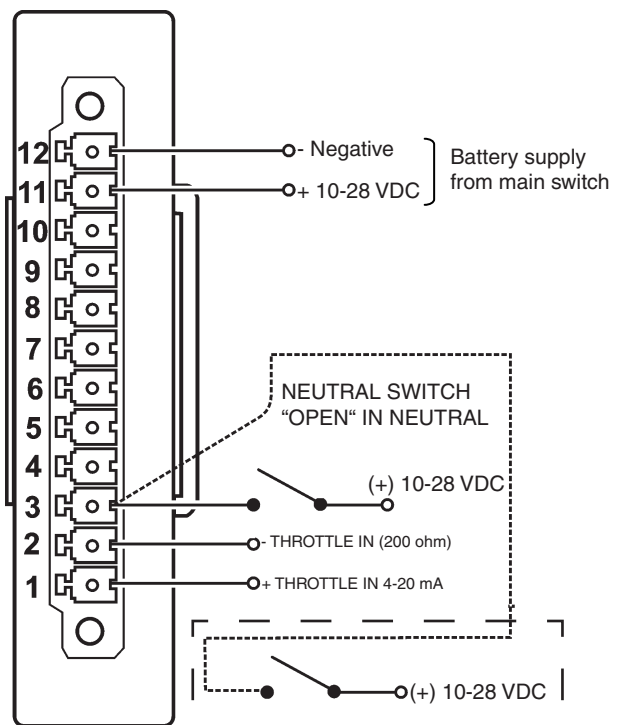 12
- Negative
Battery supply
from main switch
11
+ 10-28 VDC
10
9
8
7
6
5
4
NEUTRAL SWITCH
“OPEN“ IN NEUTRAL
3
(+) 10-28 VDC
2
- THROTTLE IN (200 ohm)
1
+ THROTTLE IN 4-20 mA
(+) 10-28 VDC